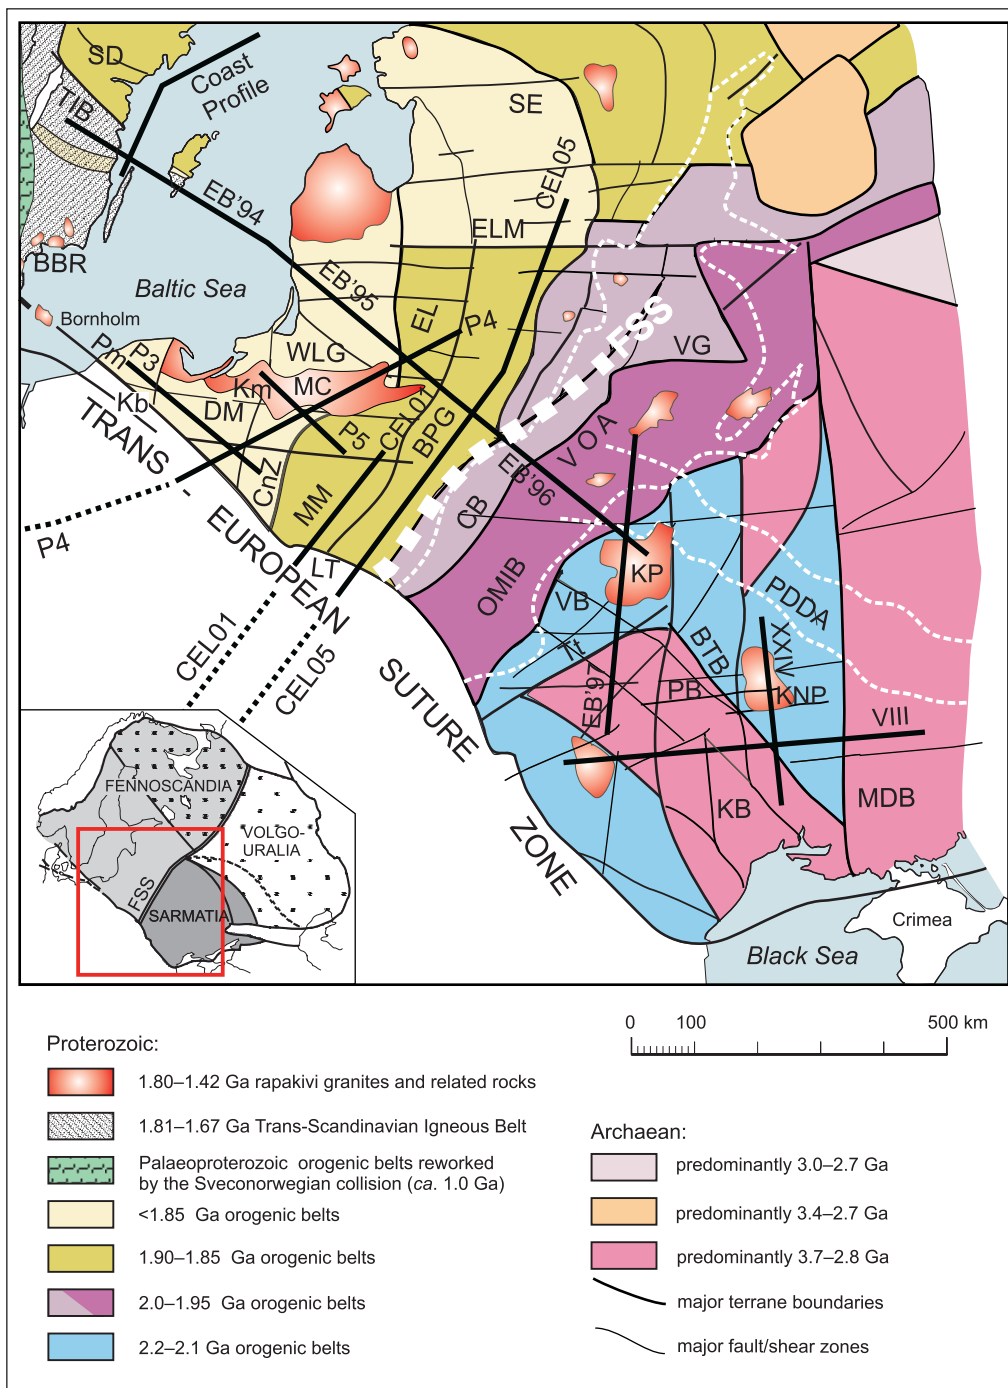 SD
Coast
Profile
TIB
SE
CEL05
EB'94
ELM
BBR
Baltic Sea
EB'95
Bornholm
EL
P4
FSS
Pm
P3
WLG
VG
Km
MC
Kb
DM
CEL01
BPG
P5
VOA
TRANS
-
EUROPEAN
SUTURE
ZONE
CnZ
MM
EB'96
CB
P4
LT
OMIB
KP
VB
PDDA
CEL01
CEL05
Tt
BTB
XXIV
EB'97
PB
KNP
VIII
KB
MDB
Crimea
Black Sea
FENNOSCANDIA
VOLGO-
URALIA
FSS
SARMATIA
0 100 500 km
Proterozoic:
1.80–1.42 Ga rapakivi granites and related rocks
1.81–1.67 Ga Trans-Scandinavian Igneous Belt
Palaeoproterozoic orogenic belts reworked
by the Sveconorwegian collision (ca. 1.0 Ga)
<1.85 Ga orogenic belts
1.90–1.85 Ga orogenic belts
2.0–1.95 Ga orogenic belts
2.2–2.1 Ga orogenic belts
Archaean:
predominantly 3.0–2.7 Ga
predominantly 3.4–2.7 Ga
predominantly 3.7–2.8 Ga
major terrane boundaries
major fault/shear zones